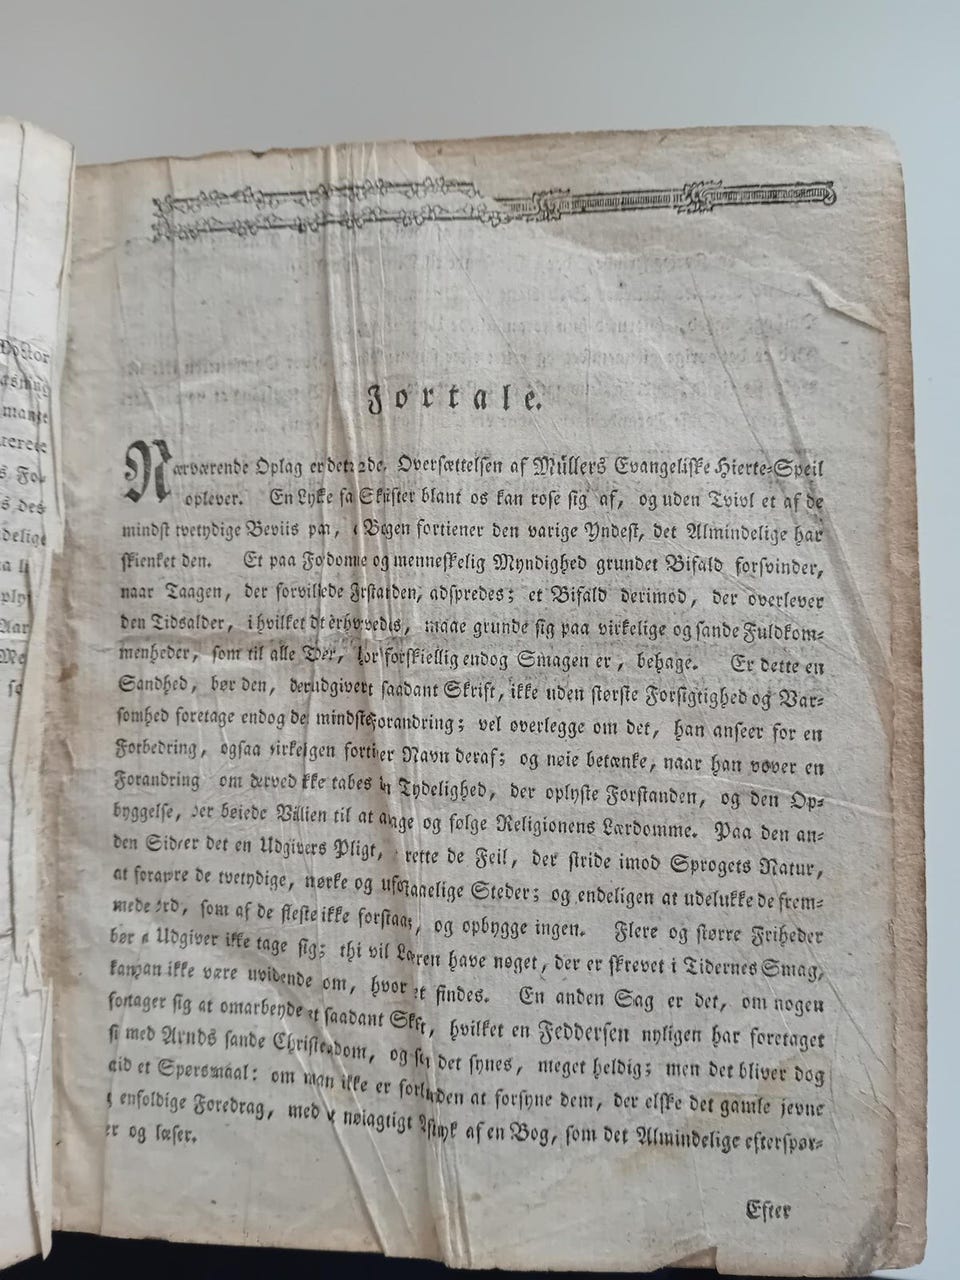 Doctor
mange
delige
Fortale.
Nærværende Oplag er det, Oversættelsen af Müllers Evangeliske Hierte-Speil
oplever. En Lykke faa Skrifter blant os kan rose sig af, og uden Tvivl et af de
mindst tvetydige Beviis paa, Bogen fortiener den varige Yndest, det Almindelige har
skienket den. Et paa Fordomme og menneskelig Myndighed grundet Bifald forsvinder,
naar Taagen, der forvillede Forstanden, adspredes; et Bifald derimod, der overlever
den Tidsalder, i hvilket det erhvervedes, maae grunde sig paa virkelige og sande Fuldkom-
menheder, som til alle Tider, for forskiellig endog Smagen er, behage. Er dette en
Sandhed, bør den, der udgiver et saadant Skrift, ikke uden største Forsigtighed og Var-
somhed foretage endog de mindste Forandring; vel overlegge om det, han anseer for en
Forbedring, ogsaa virkeligen fortiener Navn deraf; og nøie betænke, naar han vover en
Forandring om derved ikke tabes i Tydelighed, der oplyste Forstanden, og den Op-
byggelse, der bøiede Villien til at antage og følge Religionens Lærdomme. Paa den an-
den Side er det en Udgivers Pligt, rette de Feil, der stride imod Sprogets Natur,
at forandre de tvetydige, mørke og uforstaaelige Steder; og endeligen at udelukke de frem-
mede Ord, som af de fleste ikke forstaaes, og opbygge ingen. Flere og større Friheder
bør Udgiver ikke tage sig; thi vil Læseren have noget, der er skrevet i Tidernes Smag,
kan han ikke være uvidende om, hvor det findes. En anden Sag er det, om nogen
foretager sig at omarbeyde et saadant Skrift, hvilket en Feddersen nyligen har foretaget
sig med Arnds sande Christendom, og som det synes, meget heldig; men det bliver dog
altid et Spørsmaal: om man ikke er forbunden at forsyne dem, der elske det gamle jevne
og enfoldige Foredrag, med et nøiagtigt Aftryk af en Bog, som det Almindelige efterspør-
ger og læser.
Efter